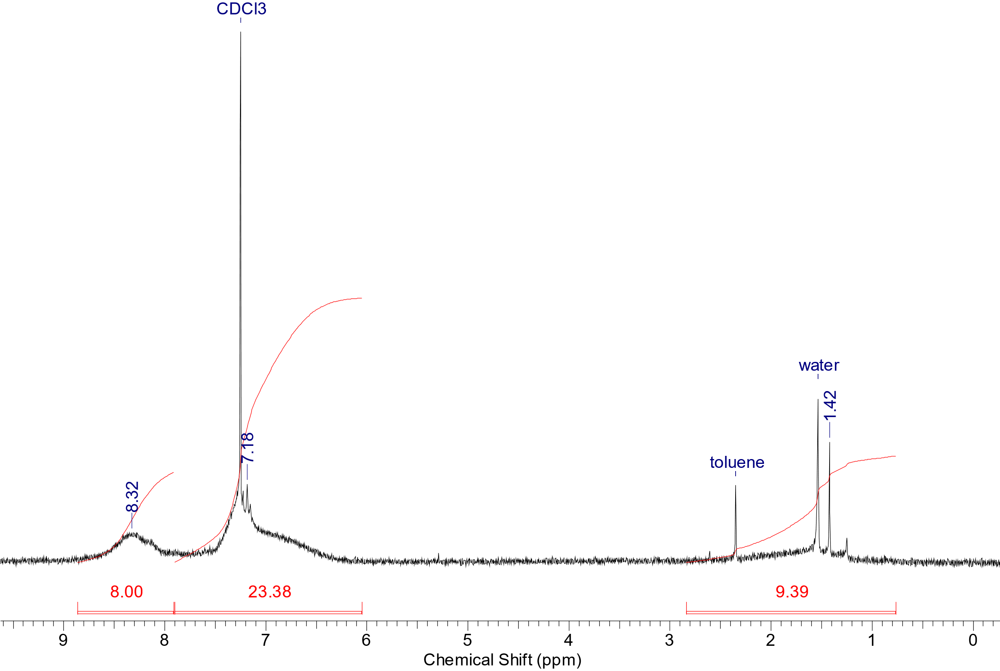 CDCl3
water
1.42
7.18
toluene
8.32
8.00
23.38
9.39
9 8 7 6 5 4 3 2 1 0
Chemical Shift (ppm)